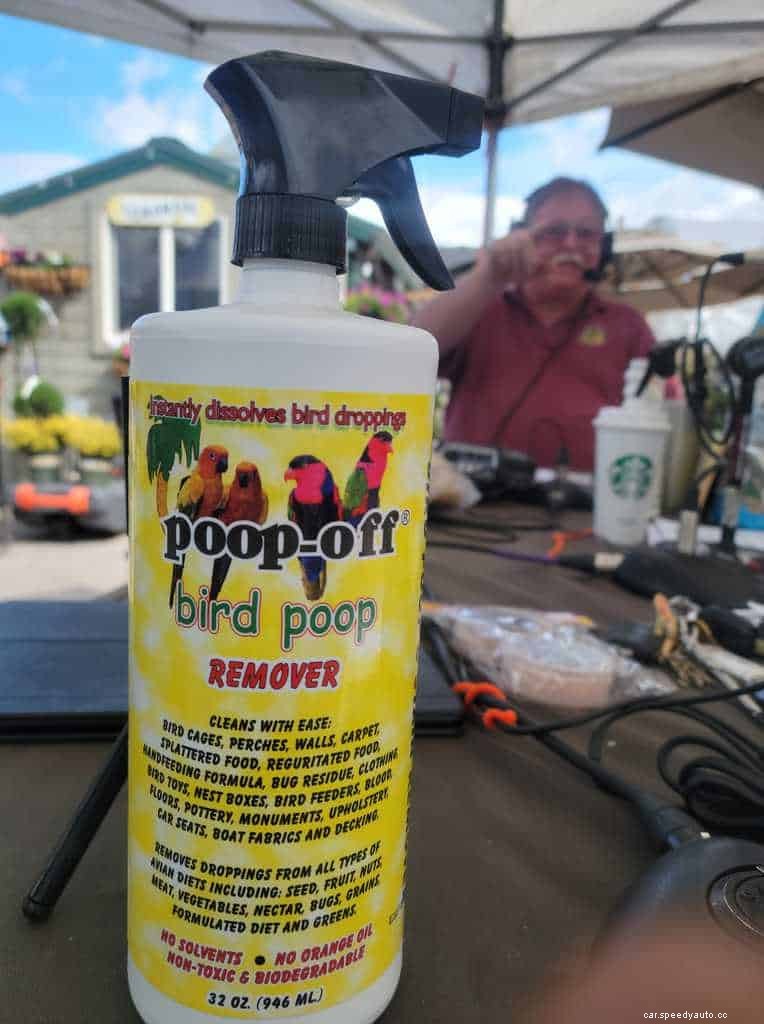 Instantly dissolves bird droppings
poop-off®
bird poop
REMOVER
CLEANS WITH EASE:
BIRD CAGES, PERCHES, WALLS, CARPET,
SPLATTERED FOOD, REGURITATED FOOD,
HANDFEEDING FORMULA, BUG RESIDUE, CLOTHING,
BIRD TOYS, NEST BOXES, BIRD FEEDERS, BLOOD,
FLOORS, POTTERY, MONUMENTS, UPHOLSTERY,
CAR SEATS, BOAT FABRICS AND DECKING.
REMOVES DROPPINGS FROM ALL TYPES OF
AVIAN DIETS INCLUDING: SEED, FRUIT, NUTS,
MEAT, VEGETABLES, NECTAR, BUGS, GRAINS,
FORMULATED DIET AND GREENS.
NO SOLVENTS ● NO ORANGE OIL
NON-TOXIC & BIODEGRADABLE
32 OZ. (946 ML.)
car.speedyauto.cc